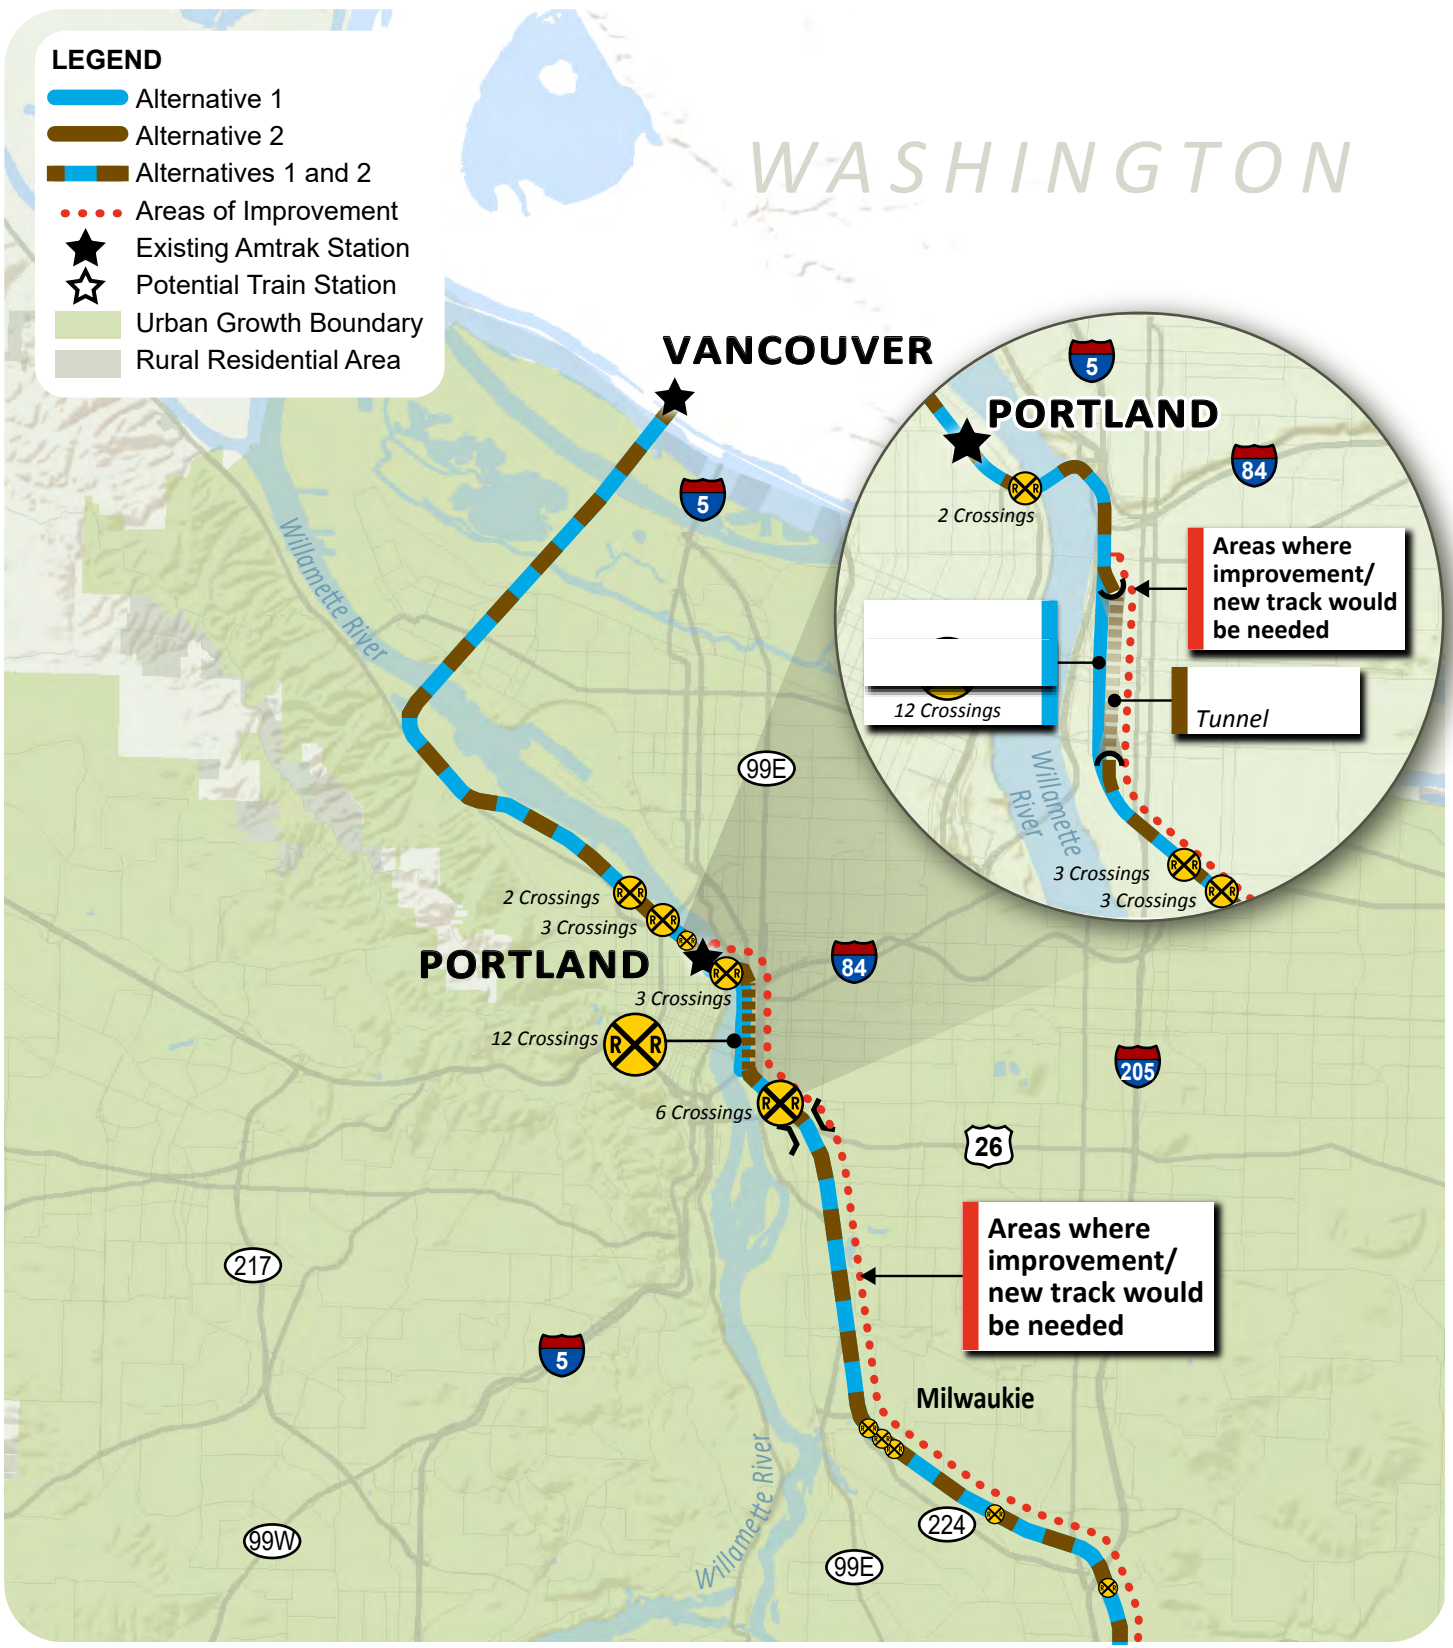 LEGEND
Alternative 1
Alternative 2
Alternatives 1 and 2
Areas of Improvement
Existing Amtrak Station
Potential Train Station
Urban Growth Boundary
Rural Residential Area
WASHINGTON
VANCOUVER
5
Willamette River
5
PORTLAND
84
2 Crossings
Areas where
improvement/
new track would
be needed
12 Crossings
Tunnel
Willamette
River
3 Crossings
3 Crossings
99E
2 Crossings
R R
3 Crossings
R R
R R
PORTLAND
84
3 Crossings
R R
12 Crossings
R R
205
6 Crossings
R R
26
217
Areas where
improvement/
new track would
be needed
5
Milwaukie
Willamette River
224
99W
99E